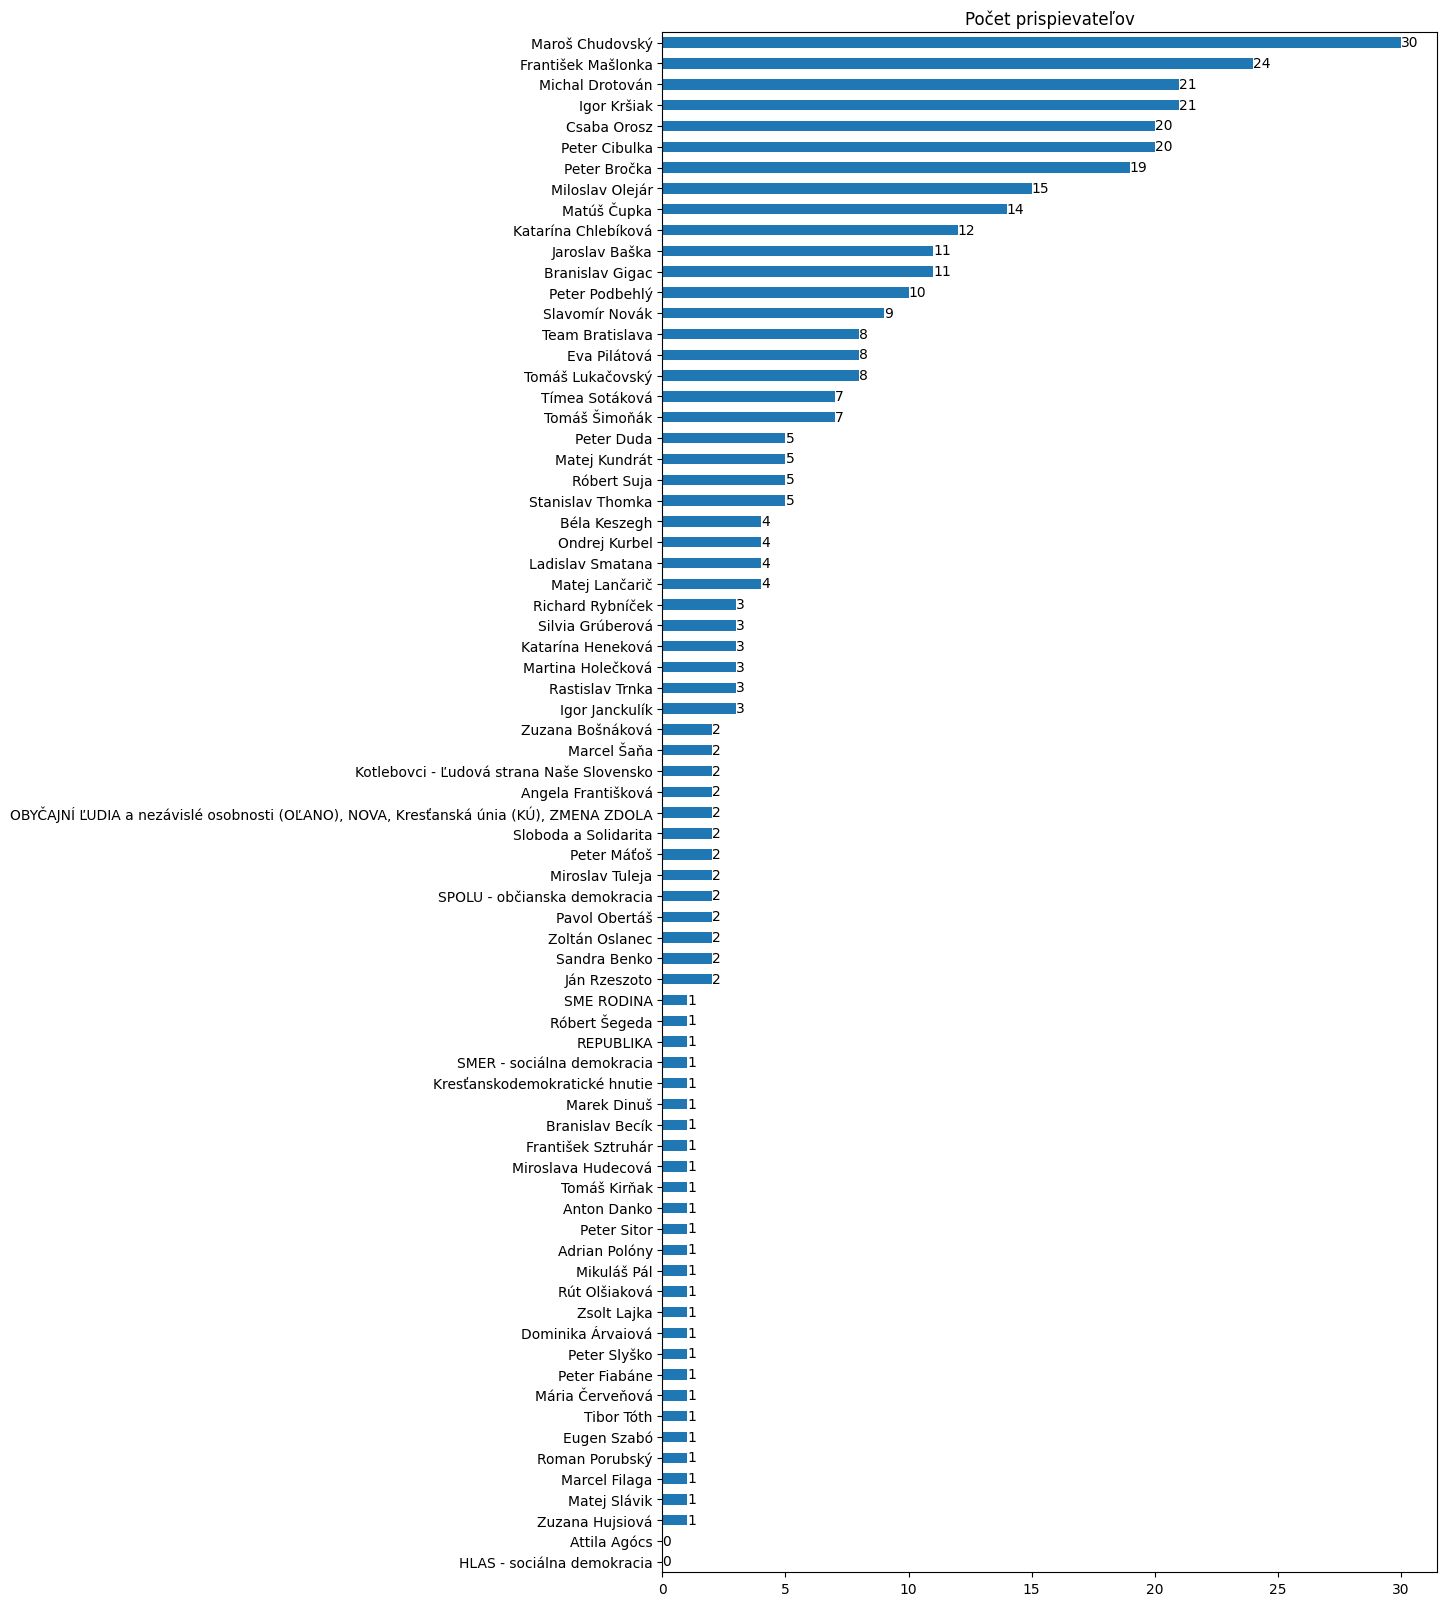 Počet prispievateľov
Maroš Chudovský 30
František Mašlonka 24
Michal Drotován 21
Igor Kršiak 21
Csaba Orosz 20
Peter Cibulka 20
Peter Bročka 19
Miloslav Olejár 15
Matúš Čupka 14
Katarína Chlebíková 12
Jaroslav Baška 11
Branislav Gigac 11
Peter Podbehlý 10
Slavomír Novák 9
Team Bratislava 8
Eva Pilátová 8
Tomáš Lukačovský 8
Tímea Sotáková 7
Tomáš Šimoňák 7
Peter Duda 5
Matej Kundrát 5
Róbert Suja 5
Stanislav Thomka 5
Béla Keszegh 4
Ondrej Kurbel 4
Ladislav Smatana 4
Matej Lančarič 4
Richard Rybníček 3
Silvia Grúberová 3
Katarína Heneková 3
Martina Holečková 3
Rastislav Trnka 3
Igor Janckulík 3
Zuzana Bošnáková 2
Marcel Šaňa 2
Kotlebovci - Ľudová strana Naše Slovensko 2
Angela Františková 2
OBYČAJNÍ ĽUDIA a nezávislé osobnosti (OĽANO), NOVA, Kresťanská únia (KÚ), ZMENA ZDOLA 2
Sloboda a Solidarita 2
Peter Máťoš 2
Miroslav Tuleja 2
SPOLU - občianska demokracia 2
Pavol Obertáš 2
Zoltán Oslanec 2
Sandra Benko 2
Ján Rzeszoto 2
SME RODINA 1
Róbert Šegeda 1
REPUBLIKA 1
SMER - sociálna demokracia 1
Kresťanskodemokratické hnutie 1
Marek Dinuš 1
Branislav Becík 1
František Sztruhár 1
Miroslava Hudecová 1
Tomáš Kirňak 1
Anton Danko 1
Peter Sitor 1
Adrian Polóny 1
Mikuláš Pál 1
Rút Olšiaková 1
Zsolt Lajka 1
Dominika Árvaiová 1
Peter Slyško 1
Peter Fiabáne 1
Mária Červeňová 1
Tibor Tóth 1
Eugen Szabó 1
Roman Porubský 1
Marcel Filaga 1
Matej Slávik 1
Zuzana Hujsiová 1
Attila Agócs 0
HLAS - sociálna demokracia 0
0 5 10 15 20 25 30